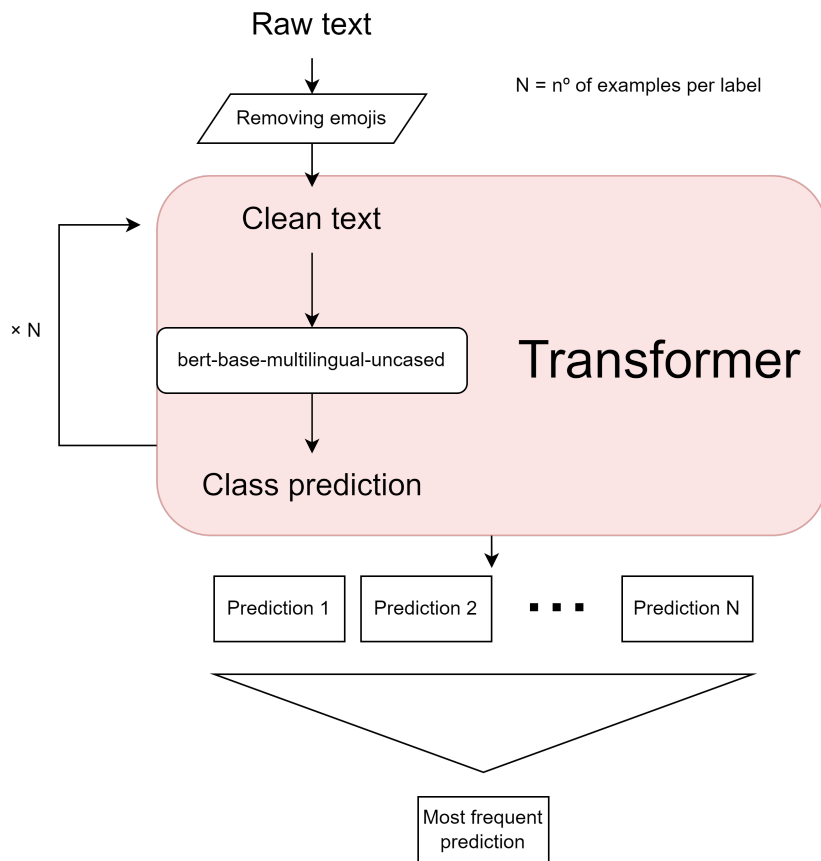 Raw text
N = nº of examples per label
Removing emojis
Clean text
× N
bert-base-multilingual-uncased
Transformer
Class prediction
Prediction 1
Prediction 2
Prediction N
Most frequent
prediction